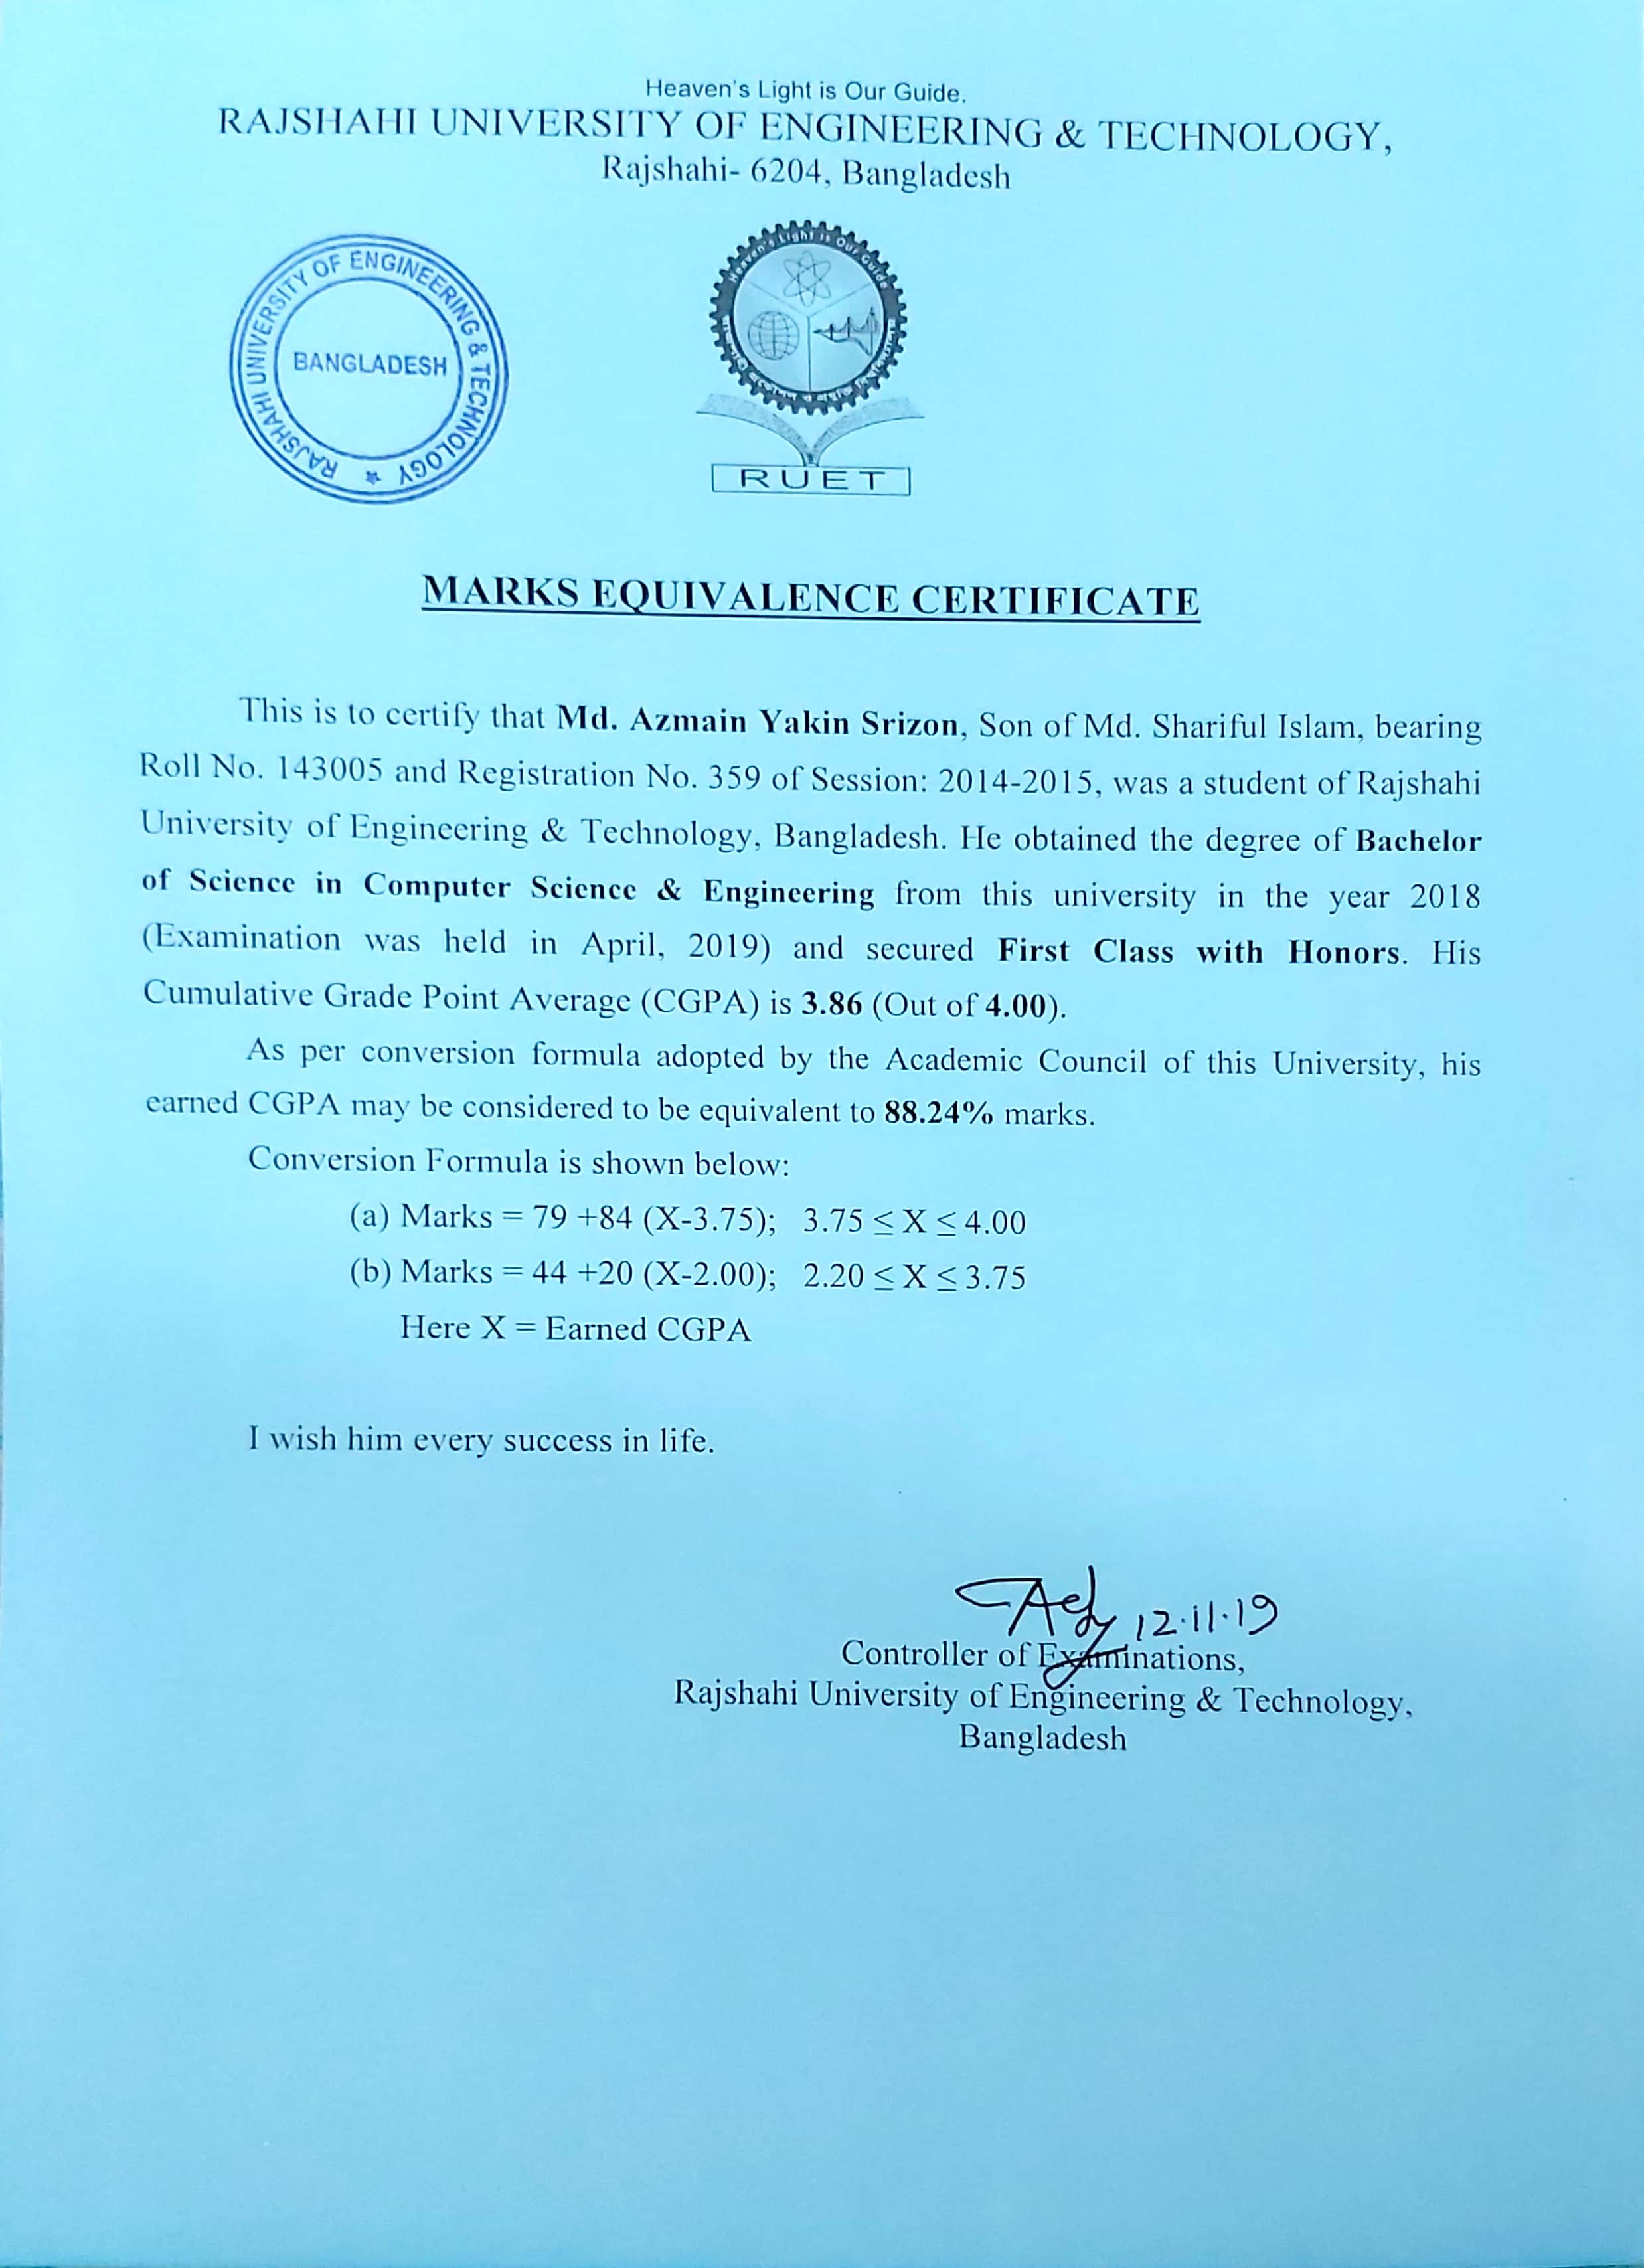 Heaven's Light is Our Guide.
RAJSHAHI UNIVERSITY OF ENGINEERING & TECHNOLOGY,
Rajshahi- 6204, Bangladesh
RAJSHAHI UNIVERSITY OF ENGINEERING & TECHNOLOGY
BANGLADESH
Heaven's Light is Our Guide
RUET
MARKS EQUIVALENCE CERTIFICATE
This is to certify that Md. Azmain Yakin Srizon, Son of Md. Shariful Islam, bearing
Roll No. 143005 and Registration No. 359 of Session: 2014-2015, was a student of Rajshahi
University of Engineering & Technology, Bangladesh. He obtained the degree of Bachelor
of Science in Computer Science & Engineering from this university in the year 2018
(Examination was held in April, 2019) and secured First Class with Honors. His
Cumulative Grade Point Average (CGPA) is 3.86 (Out of 4.00).
As per conversion formula adopted by the Academic Council of this University, his
earned CGPA may be considered to be equivalent to 88.24% marks.
Conversion Formula is shown below:
(a) Marks = 79 +84 (X-3.75); 3.75 ≤ X ≤ 4.00
(b) Marks = 44 +20 (X-2.00); 2.20 ≤ X ≤ 3.75
Here X = Earned CGPA
I wish him every success in life.
12.11.19
Controller of Examinations,
Rajshahi University of Engineering & Technology,
Bangladesh